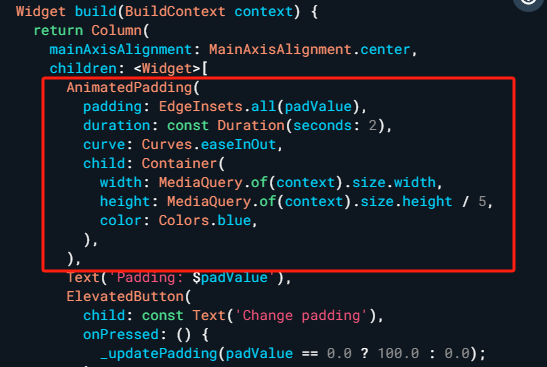 Widget build(BuildContext context) {
return Column(
mainAxisAlignment: MainAxisAlignment.center,
children: <Widget>[
AnimatedPadding(
padding: EdgeInsets.all(padValue),
duration: const Duration(seconds: 2),
curve: Curves.easeInOut,
child: Container(
width: MediaQuery.of(context).size.width,
height: MediaQuery.of(context).size.height / 5,
color: Colors.blue,
),
),
Text('Padding: $padValue'),
ElevatedButton(
child: const Text('Change padding'),
onPressed: () {
_updatePadding(padValue == 0.0 ? 100.0 : 0.0);